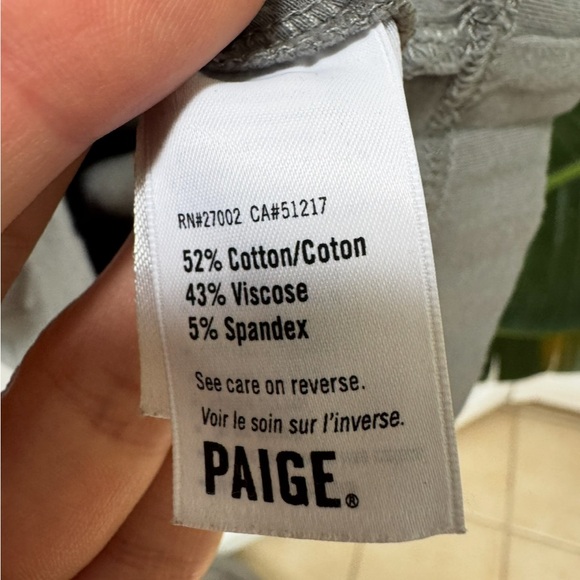 RN#27002 CA#51217
52% Cotton/Coton
43% Viscose
5% Spandex
See care on reverse.
Voir le soin sur l'inverse.
PAIGE®